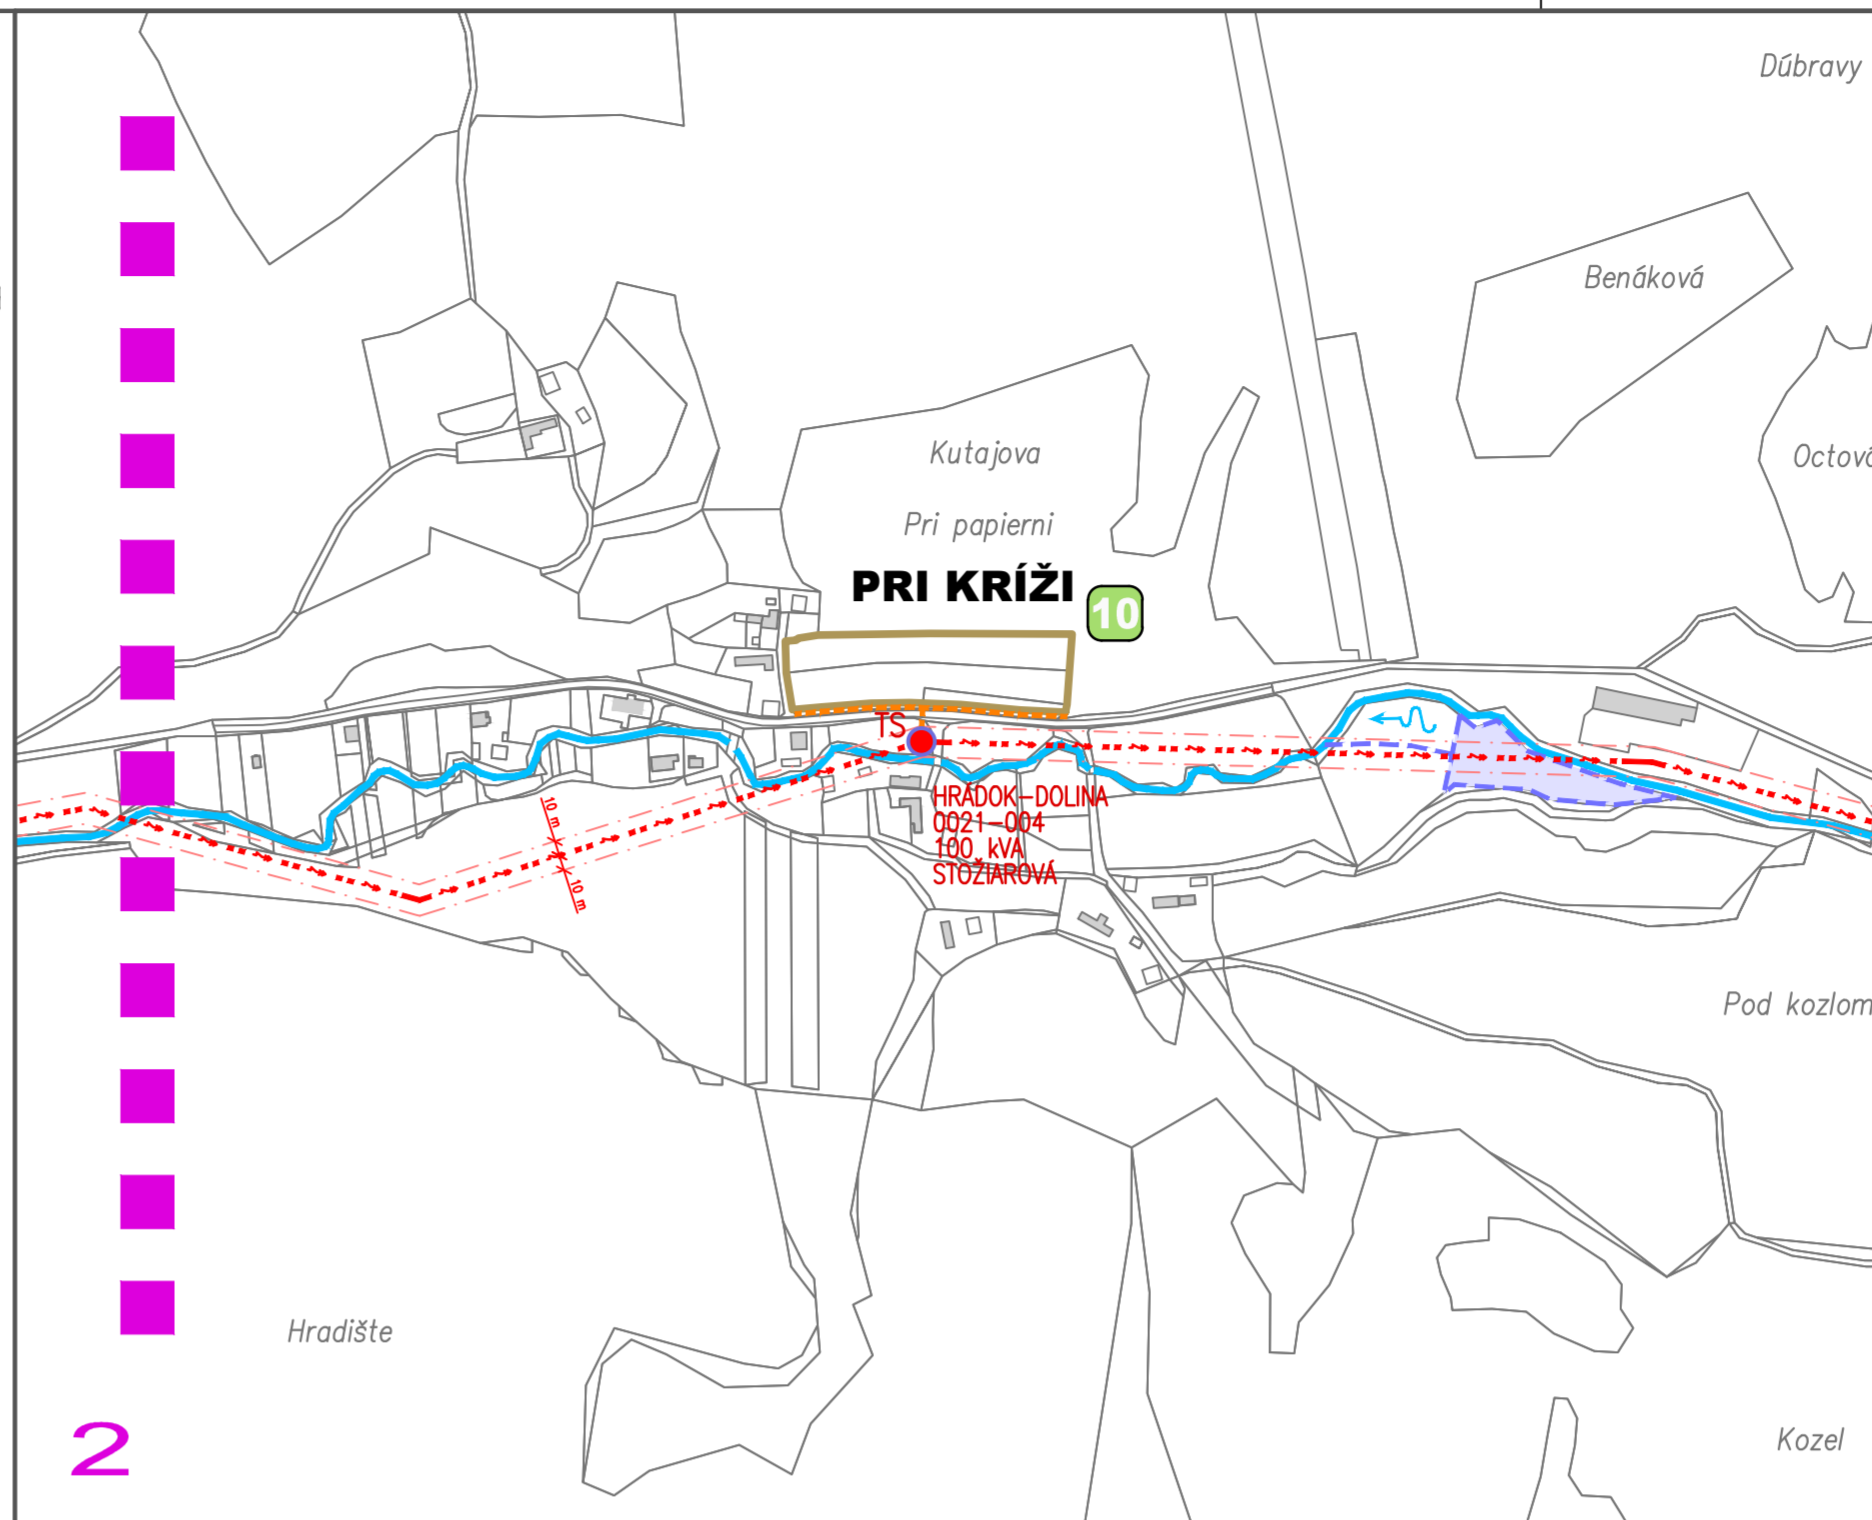 Dúbravy
Benáková
Kutajova
Pri papierni
PRI KRÍŽI
10
TS
HRÁDOK-DOLINA
0021-004
100 kVA
STOŽIAROVÁ
10 m
10 m
Pod kozlom
Hradište
Kozel
2